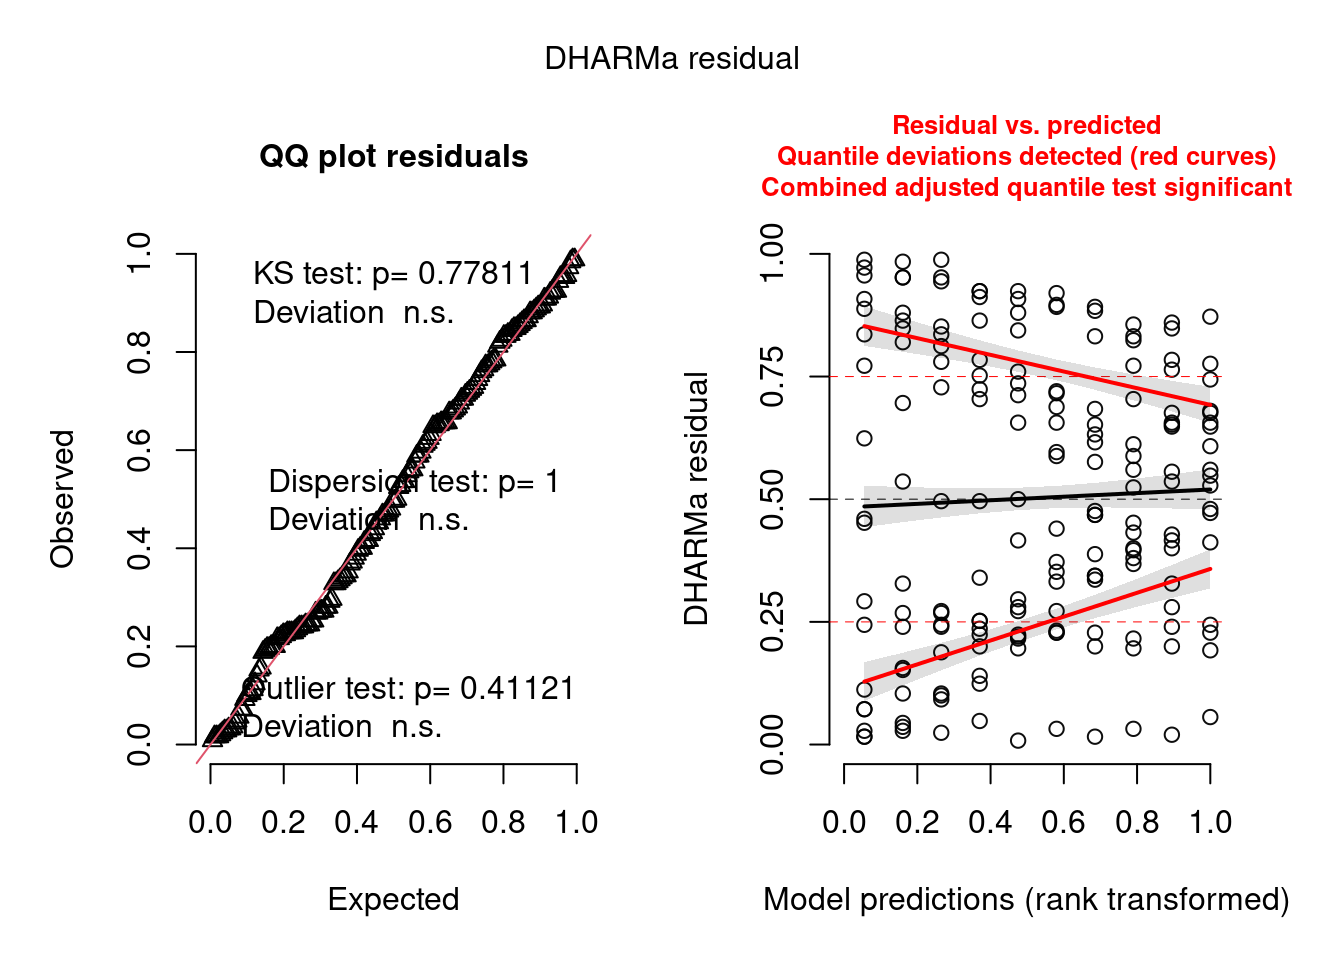 DHARMa residual
QQ plot residuals
KS test: p= 0.77811
Deviation n.s.
Dispersion test: p= 1
Deviation n.s.
Outlier test: p= 0.41121
Deviation n.s.
Observed
0.0 0.2 0.4 0.6 0.8 1.0
0.0 0.2 0.4 0.6 0.8 1.0
Expected
Residual vs. predicted
Quantile deviations detected (red curves)
Combined adjusted quantile test significant
DHARMa residual
0.00 0.25 0.50 0.75 1.00
0.0 0.2 0.4 0.6 0.8 1.0
Model predictions (rank transformed)